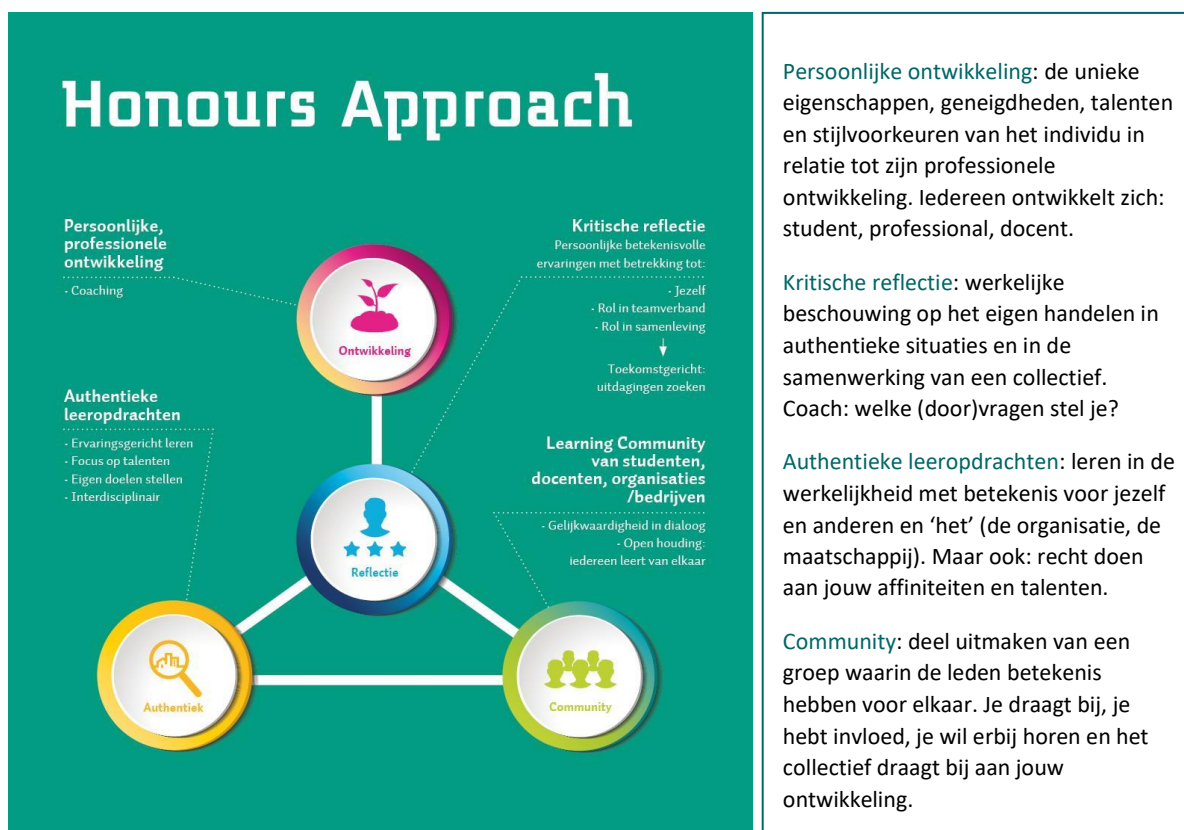 Honours Approach
Persoonlijke,
professionele
ontwikkeling
- Coaching
Kritische reflectie
Persoonlijke betekenisvolle
ervaringen met betrekking tot:
- Jezelf
- Rol in teamverband
- Rol in samenleving
Toekomstgericht:
uitdagingen zoeken
Ontwikkeling
Authentieke
leeropdrachten
- Ervaringsgericht leren
- Focus op talenten
- Eigen doelen stellen
- Interdisciplinair
Learning Community
van studenten,
docenten, organisaties
/bedrijven
- Gelijkwaardigheid in dialoog
- Open houding:
iedereen leert van elkaar
Reflectie
Authentiek
Community
Persoonlijke ontwikkeling: de unieke
eigenschappen, geneigdheden, talenten
en stijlvoorkeuren van het individu in
relatie tot zijn professionele
ontwikkeling. Iedereen ontwikkelt zich:
student, professional, docent.
Kritische reflectie: werkelijke
beschouwing op het eigen handelen in
authentieke situaties en in de
samenwerking van een collectief.
Coach: welke (door)vragen stel je?
Authentieke leeropdrachten: leren in de
werkelijkheid met betekenis voor jezelf
en anderen en ‘het’ (de organisatie, de
maatschappij). Maar ook: recht doen
aan jouw affiniteiten en talenten.
Community: deel uitmaken van een
groep waarin de leden betekenis
hebben voor elkaar. Je draagt bij, je
hebt invloed, je wil erbij horen en het
collectief draagt bij aan jouw
ontwikkeling.